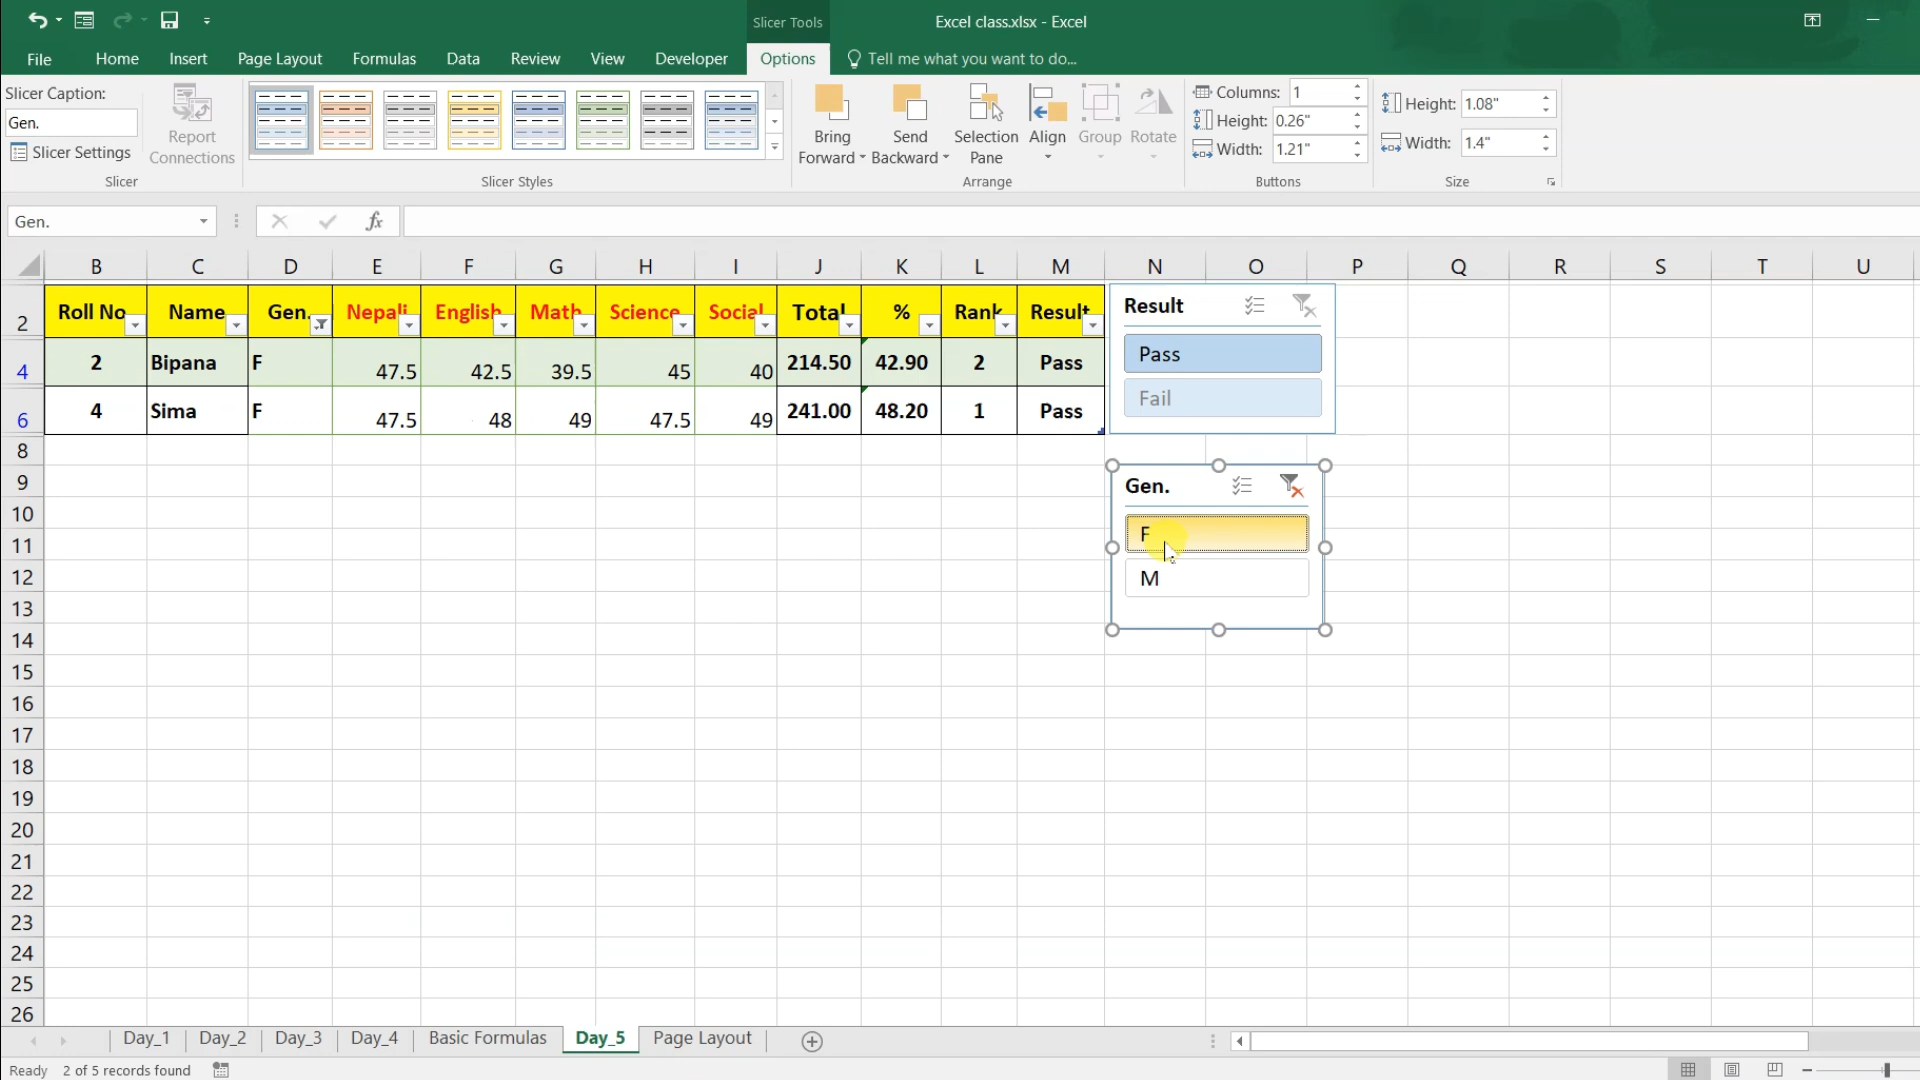 Slicer Tools Excel class.xlsx - Excel
File Home Insert Page Layout Formulas Data Review View Developer Options Tell me what you want to do...
Slicer Caption:
Gen.
Slicer Settings
Report
Connections
Bring
Forward
Send
Backward
Selection
Pane
Align
Group
Rotate
Columns: 1
Height: 0.26"
Width: 1.21"
Height: 1.08"
Width: 1.4"
Slicer Slicer Styles Arrange Buttons Size
Gen. fx
B C D E F G H I J K L M N O P Q R S T U
2 Roll No Name Gen. Nepali English Math Science Social Total % Rank Result
4 2 Bipana F 47.5 42.5 39.5 45 40 214.50 42.90 2 Pass
6 4 Sima F 47.5 48 49 47.5 49 241.00 48.20 1 Pass
Result
Pass
Fail
Gen.
F
M
8
9
10
11
12
13
14
15
16
17
18
19
20
21
22
23
24
25
26
Day_1 Day_2 Day_3 Day_4 Basic Formulas Day_5 Page Layout
Ready 2 of 5 records found